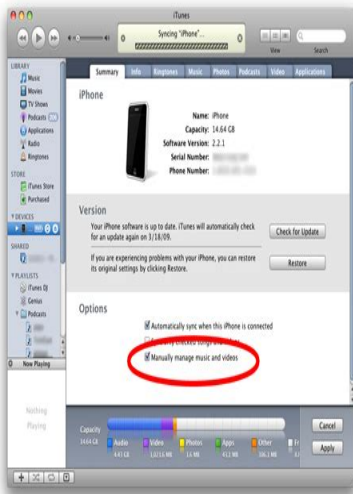 iTunes
Syncing "iPhone"...
View
Search
LIBRARY
Music
Movies
TV Shows
Podcasts
Applications
Radio
Ringtones
STORE
iTunes Store
Purchased
DEVICES
SHARED
PLAYLISTS
iTunes DJ
Genius
Podcasts
Now Playing
Nothing
Playing
Summary Info Ringtones Music Photos Podcasts Video Applications
iPhone
Name: iPhone
Capacity: 14.64 GB
Software Version: 2.2.1
Serial Number:
Phone Number:
Version
Your iPhone software is up to date. iTunes will automatically check
for an update again on 3/18/09.
Check for Update
If you are experiencing problems with your iPhone, you can restore
its original settings by clicking Restore.
Restore
Options
Automatically sync when this iPhone is connected
checked songs
Manually manage music and videos
Capacity
14.64 GB
Audio
Video
Photos
Apps
Other
Cancel
Apply